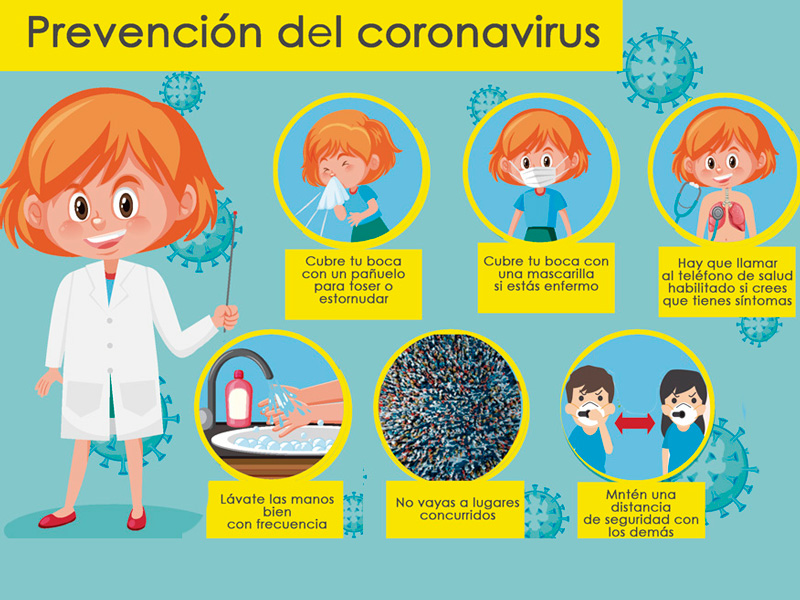 Prevención del coronavirus
Cubre tu boca
con un pañuelo
para toser o
estornudar
Cubre tu boca con
una mascarilla
si estás enfermo
Hay que llamar
al teléfono de salud
habilitado si crees
que tienes síntomas
Lávate las manos
bien
con frecuencia
No vayas a lugares
concurridos
Mntén una
distancia
de seguridad con
los demás